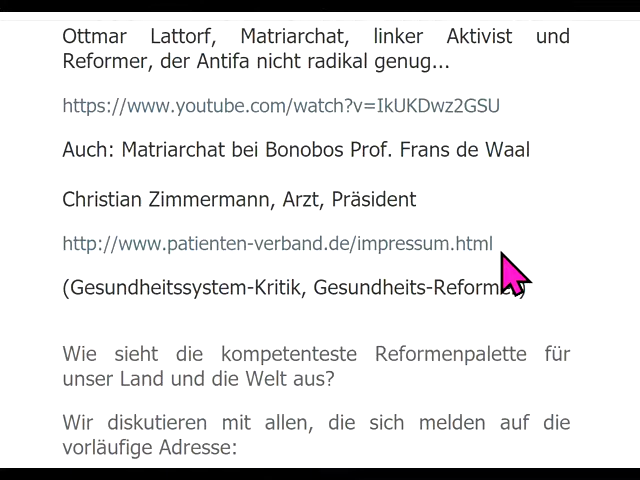 Ottmar Lattorf, Matriarchat, linker Aktivist und
Reformer, der Antifa nicht radikal genug...
https://www.youtube.com/watch?v=IkUKDwz2GSU
Auch: Matriarchat bei Bonobos Prof. Frans de Waal
Christian Zimmermann, Arzt, Präsident
http://www.patienten-verband.de/impressum.html
(Gesundheitssystem-Kritik, Gesundheits-Reformen)
Wie sieht die kompetenteste Reformenpalette für
unser Land und die Welt aus?
Wir diskutieren mit allen, die sich melden auf die
vorläufige Adresse: